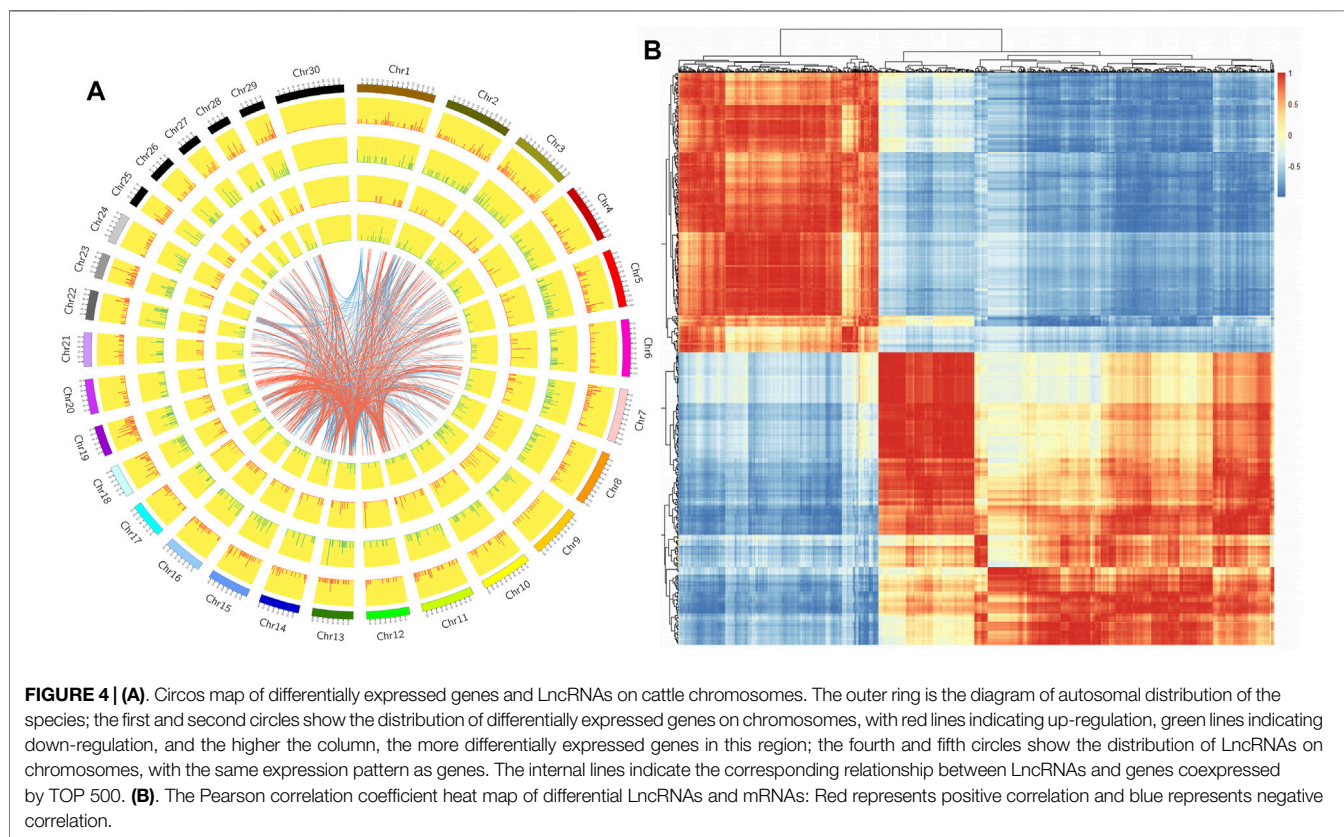 A
B
Chr1
Chr2
Chr3
Chr4
Chr5
Chr6
Chr7
Chr8
Chr9
Chr10
Chr11
Chr12
Chr13
Chr14
Chr15
Chr16
Chr17
Chr18
Chr19
Chr20
Chr21
Chr22
Chr23
Chr24
Chr25
Chr26
Chr27
Chr28
Chr29
Chr30
1
0.5
0
-0.5
FIGURE 4 | (A). Circos map of differentially expressed genes and LncRNAs on cattle chromosomes. The outer ring is the diagram of autosomal distribution of the
species; the first and second circles show the distribution of differentially expressed genes on chromosomes, with red lines indicating up-regulation, green lines indicating
down-regulation, and the higher the column, the more differentially expressed genes in this region; the fourth and fifth circles show the distribution of LncRNAs on
chromosomes, with the same expression pattern as genes. The internal lines indicate the corresponding relationship between LncRNAs and genes coexpressed
by TOP 500. (B). The Pearson correlation coefficient heat map of differential LncRNAs and mRNAs: Red represents positive correlation and blue represents negative
correlation.